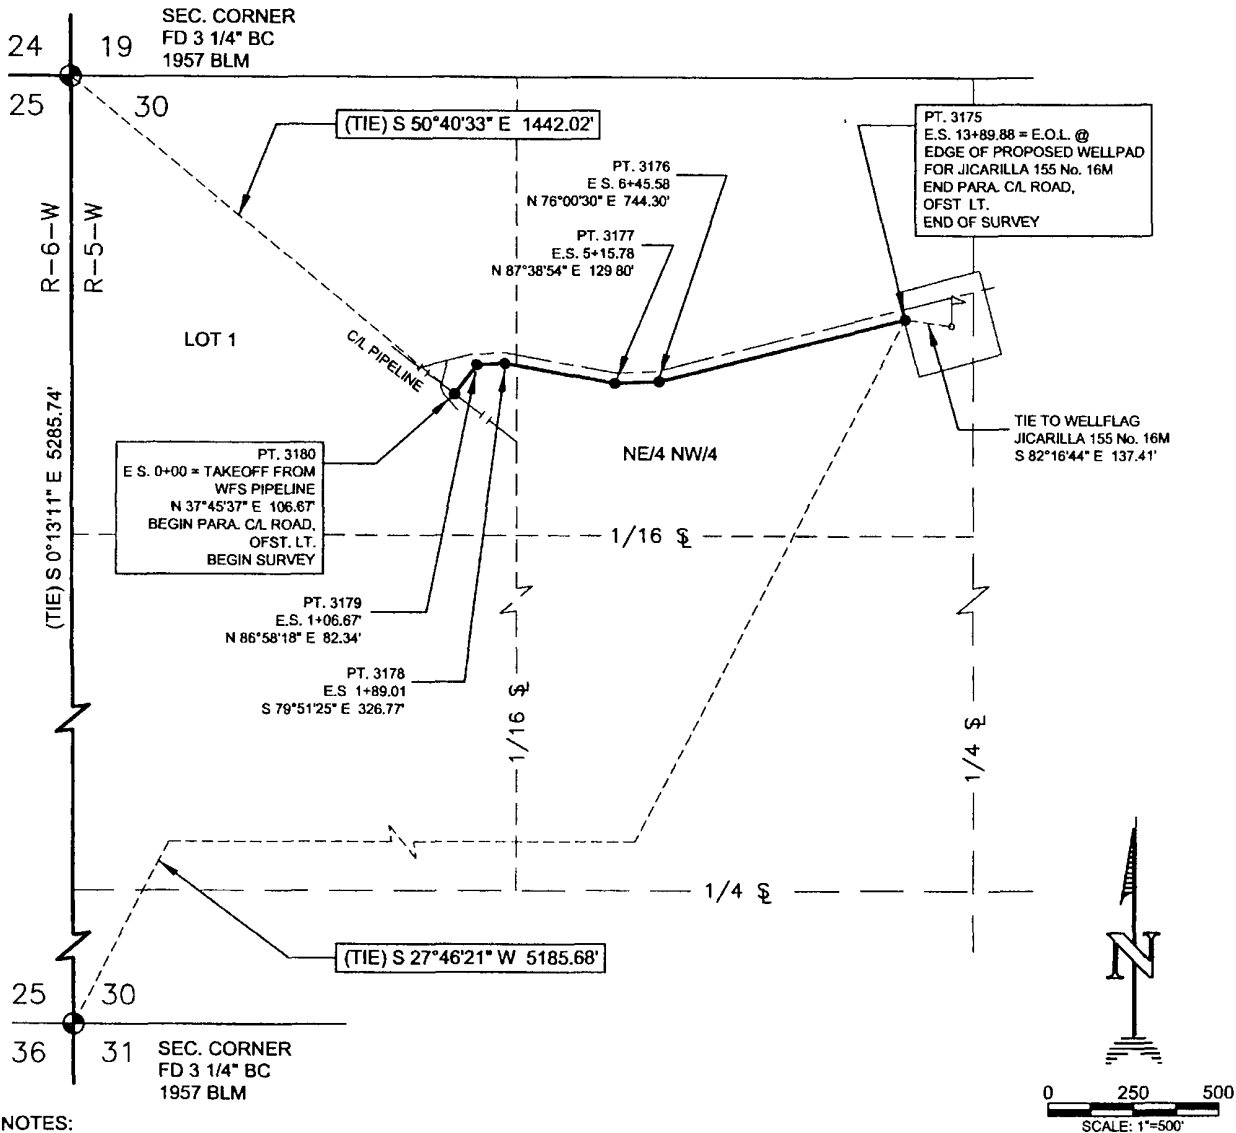 SEC. CORNER
FD 3 1/4" BC
1957 BLM
24
19
25
30
(TIE) S 50°40'33" E 1442.02'
PT. 3175
E.S. 13+89.88 = E.O.L. @
EDGE OF PROPOSED WELLPAD
FOR JICARILLA 155 No. 16M
END PARA. C/L ROAD,
OFST LT.
END OF SURVEY
PT. 3176
E S. 6+45.58
N 76°00'30" E 744.30'
PT. 3177
E.S. 5+15.78
N 87°38'54" E 129 80'
R-6-W
R-5-W
LOT 1
C/L PIPELINE
(TIE) S 0°13'11" E 5285.74'
PT. 3180
E S. 0+00 = TAKEOFF FROM
WFS PIPELINE
N 37°45'37" E 106.67'
BEGIN PARA. C/L ROAD,
OFST. LT.
BEGIN SURVEY
NE/4 NW/4
TIE TO WELLFLAG
JICARILLA 155 No. 16M
S 82°16'44" E 137.41'
1/16 ℄
PT. 3179
E.S. 1+06.67'
N 86°58'18" E 82.34'
PT. 3178
E.S 1+89.01
S 79°51'25" E 326.77'
1/16 ℄
1/4 ℄
1/4 ℄
(TIE) S 27°46'21" W 5185.68'
25
30
36
31
SEC. CORNER
FD 3 1/4" BC
1957 BLM
N
0 250 500
SCALE: 1"=500'
NOTES: